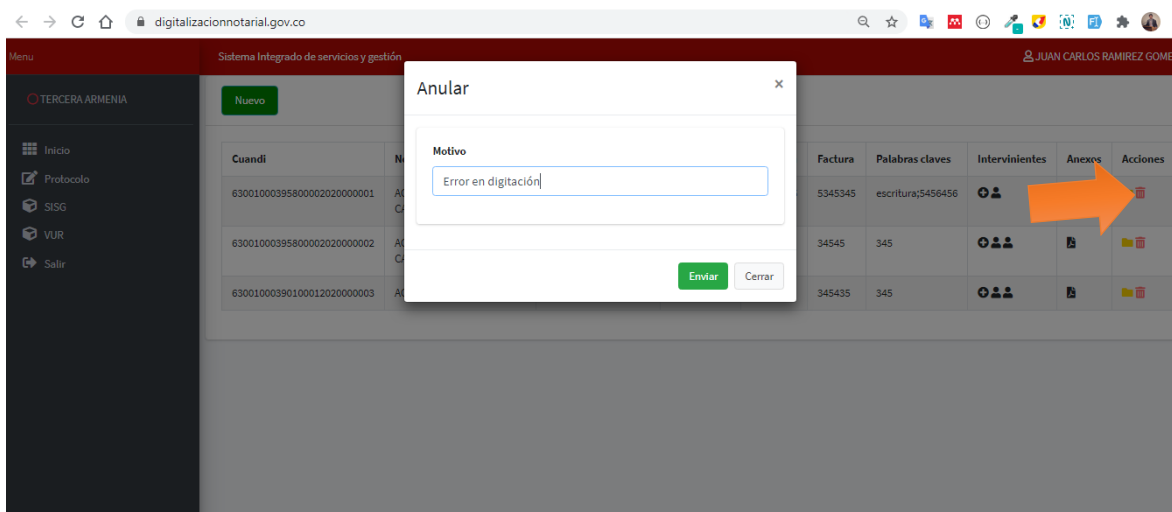 digitalizacionnotarial.gov.co
Menu
Sistema Integrado de servicios y gestión
JUAN CARLOS RAMIREZ GOME
TERCERA ARMENIA
Nuevo
Inicio
Protocolo
SISG
VUR
Salir
Anular ×
Motivo
Error en digitación
Enviar Cerrar
Cuandi Factura Palabras claves Intervinientes Anexos Acciones
630010003958000020200000001 5345345 escritura;5456456
630010003958000020200000002 34545 345
630010003901000120200000003 345435 345